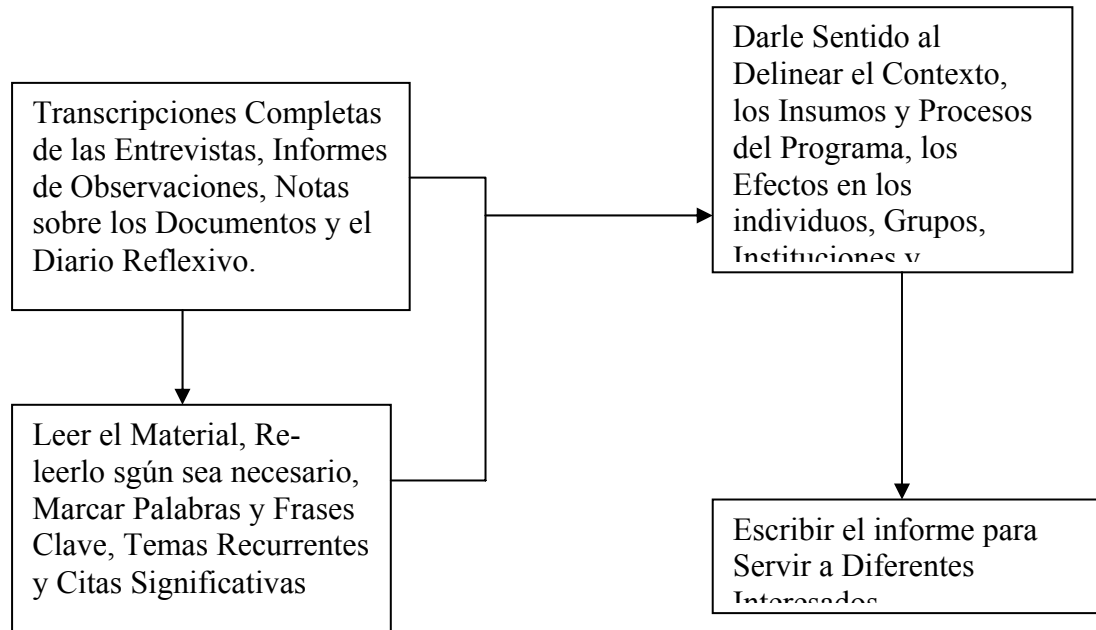 Transcripciones Completas
de las Entrevistas, Informes
de Observaciones, Notas
sobre los Documentos y el
Diario Reflexivo.
Leer el Material, Re-
leerlo sgún sea necesario,
Marcar Palabras y Frases
Clave, Temas Recurrentes
y Citas Significativas
Darle Sentido al
Delinear el Contexto,
los Insumos y Procesos
del Programa, los
Efectos en los
individuos, Grupos,
Instituciones y
Escribir el informe para
Servir a Diferentes
Interesados